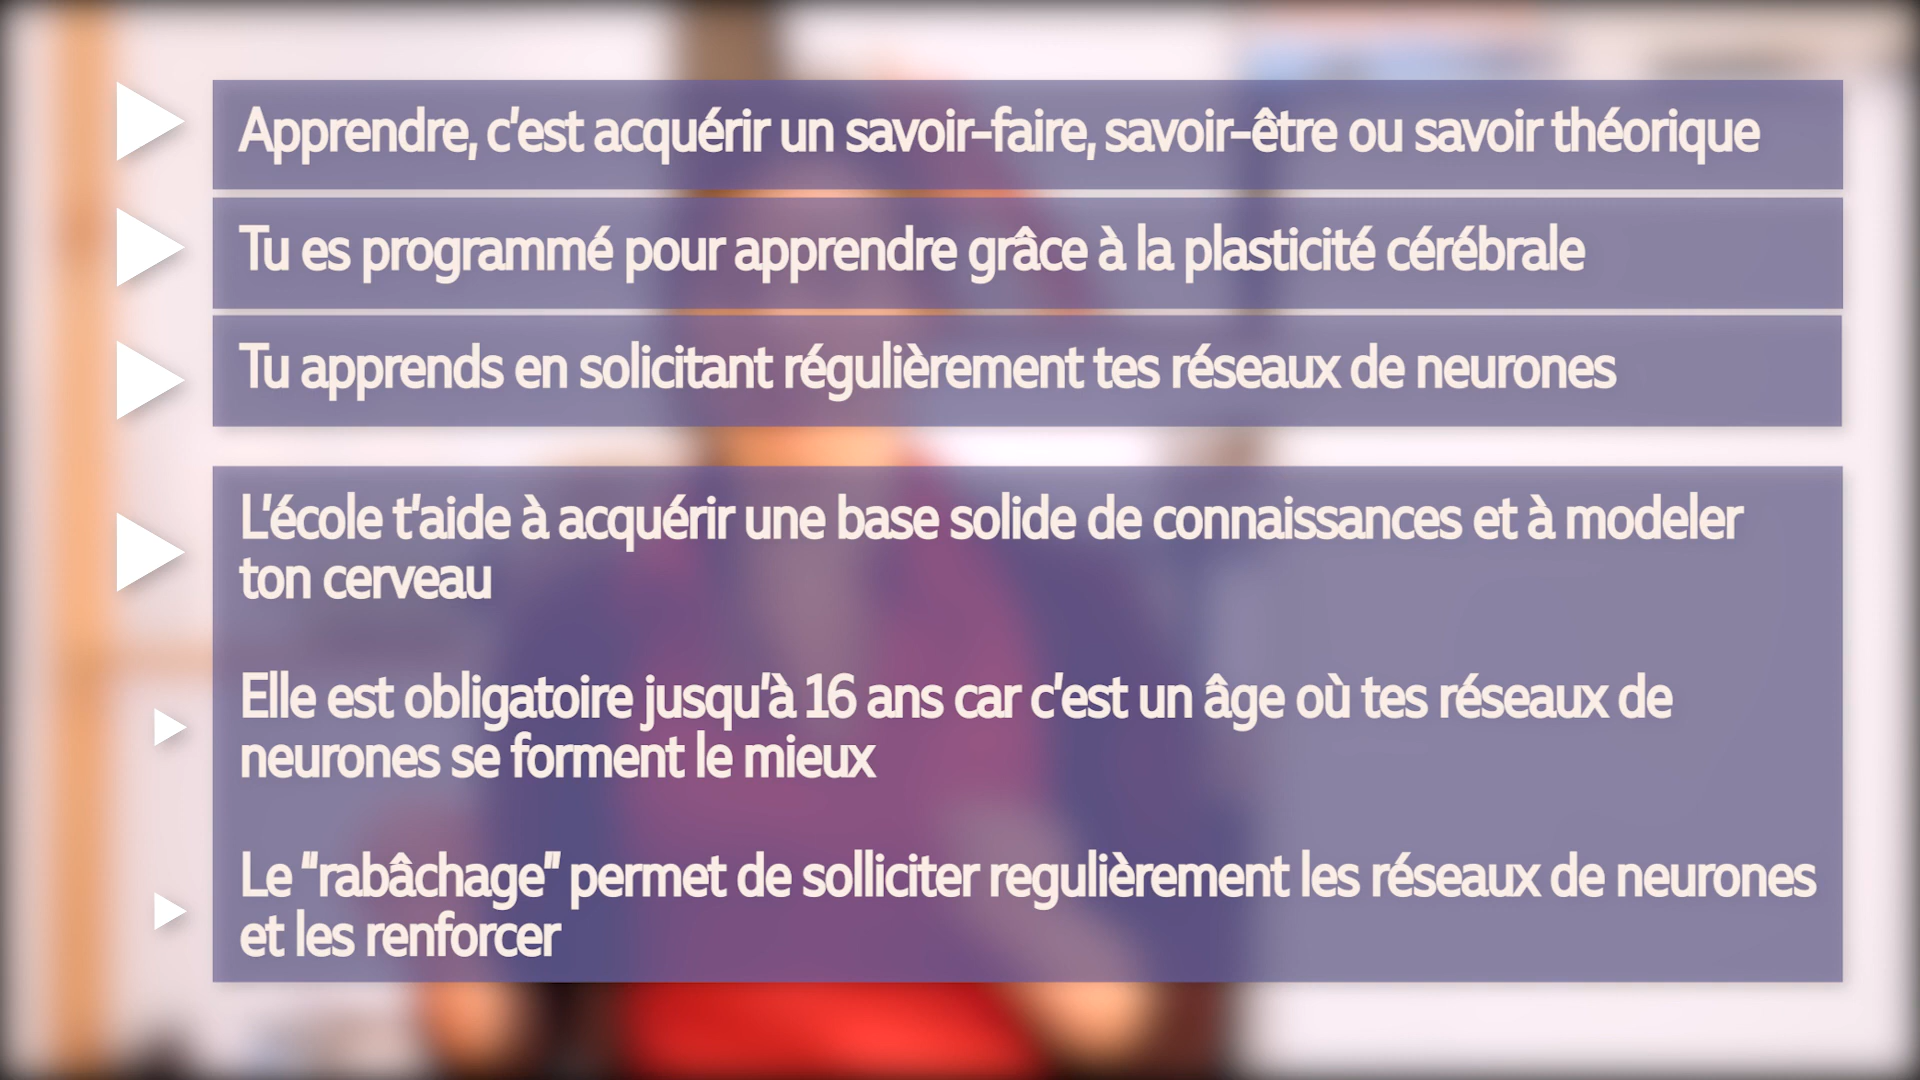 Apprendre, c'est acquérir un savoir-faire, savoir-être ou savoir théorique
Tu es programmé pour apprendre grâce à la plasticité cérébrale
Tu apprends en solicitant régulièrement tes réseaux de neurones
L'école t'aide à acquérir une base solide de connaissances et à modeler
ton cerveau
Elle est obligatoire jusqu'à 16 ans car c'est un âge où tes réseaux de
neurones se forment le mieux
Le "rabâchage" permet de solliciter regulièrement les réseaux de neurones
et les renforcer